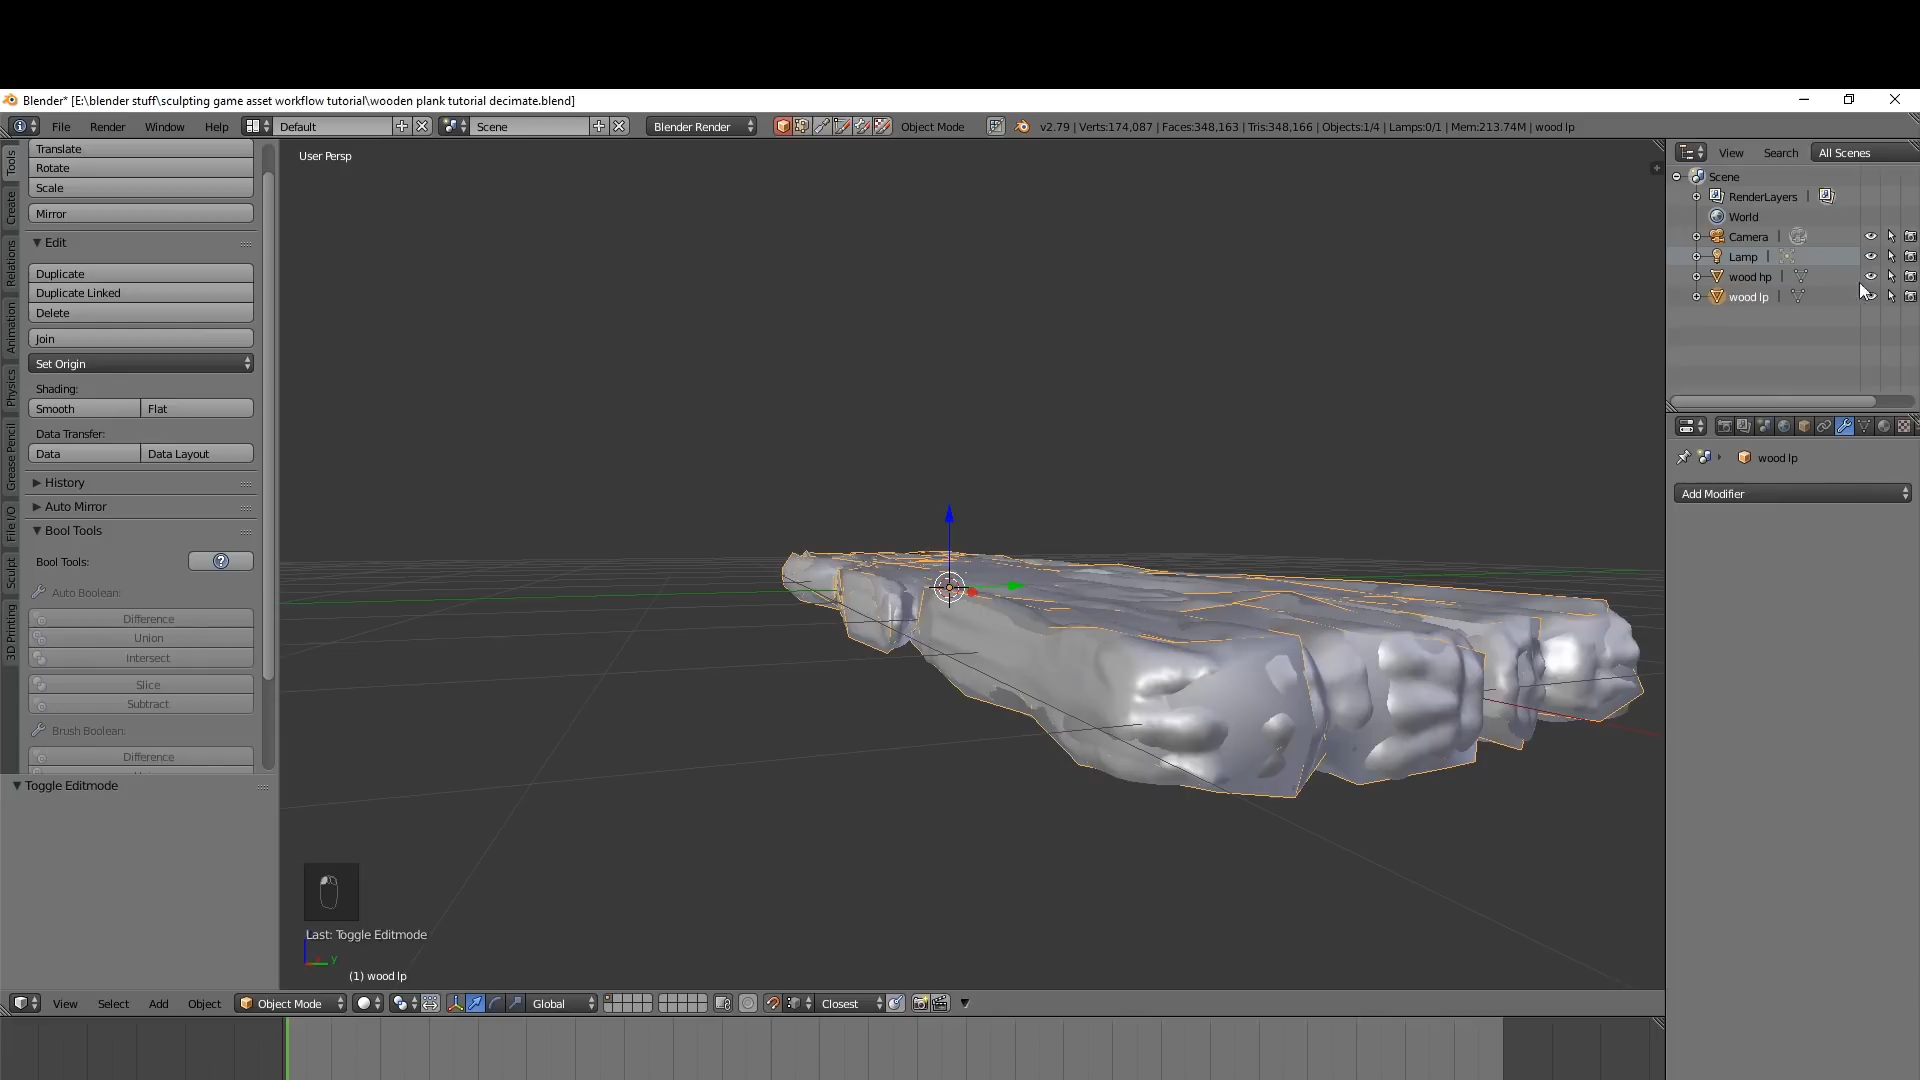 Blender* [E:\blender stuff\sculpting game asset workflow tutorial\wooden plank tutorial decimate.blend]
File Render Window Help Default Scene Blender Render Object Mode v2.79 | Verts:174,087 | Faces:348,163 | Tris:348,166 | Objects:1/4 | Lamps:0/1 | Mem:213.74M | wood lp
Tools
Create
Relations
Animation
Physics
Grease Pencil
File I/O
Sculpt
3D Printing
Translate
Rotate
Scale
Mirror
Edit
Duplicate
Duplicate Linked
Delete
Join
Set Origin
Shading:
Smooth Flat
Data Transfer:
Data Data Layout
History
Auto Mirror
Bool Tools
Bool Tools: ?
Auto Boolean:
Difference
Union
Intersect
Slice
Subtract
Brush Boolean:
Difference
Toggle Editmode
User Persp
Last: Toggle Editmode
y
(1) wood lp
View Select Add Object Object Mode Global Closest
View Search All Scenes
Scene
RenderLayers |
World
Camera |
Lamp |
wood hp |
wood lp |
wood lp
Add Modifier